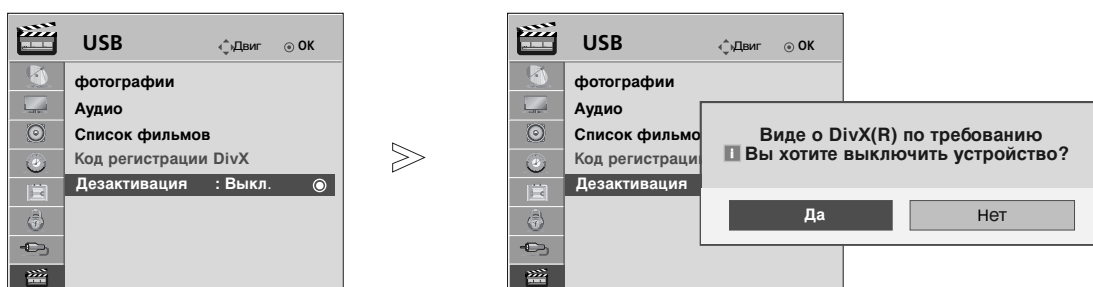 USB Двиг OK
фотографии
Аудио
Список фильмов
Код регистрации DivX
Дезактивация : Выкл.
USB Двиг OK
фотографии
Аудио
Список фильмо
Код регистраци
Дезактивация
Виде о DivX(R) по требованию
i Вы хотите выключить устройство?
Да Нет